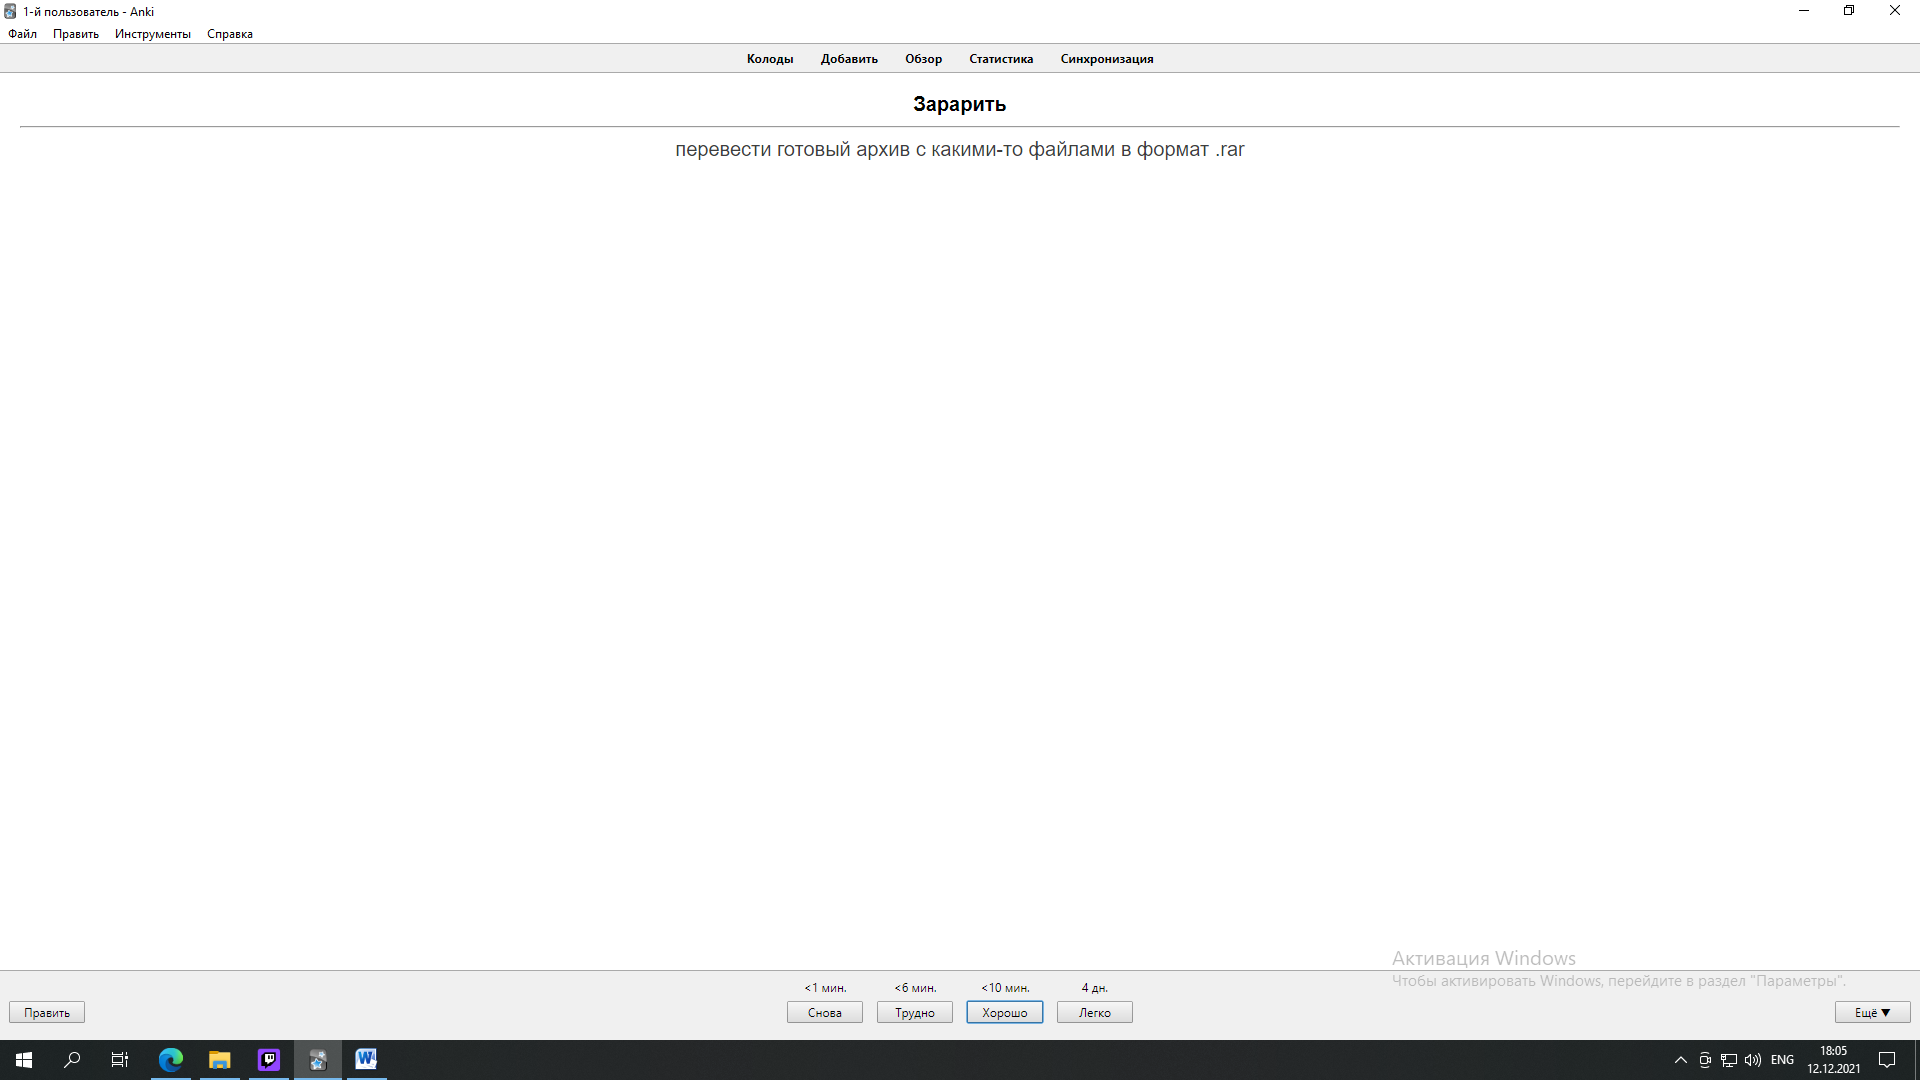 1-й пользователь - Anki
Файл Править Инструменты Справка
Колоды Добавить Обзор Статистика Синхронизация
Зарарить
перевести готовый архив с какими-то файлами в формат .rar
Активация Windows
Чтобы активировать Windows, перейдите в раздел "Параметры".
<1 мин. <6 мин. <10 мин. 4 дн.
Править Снова Трудно Хорошо Легко Ещё ▼
ENG 18:05
12.12.2021